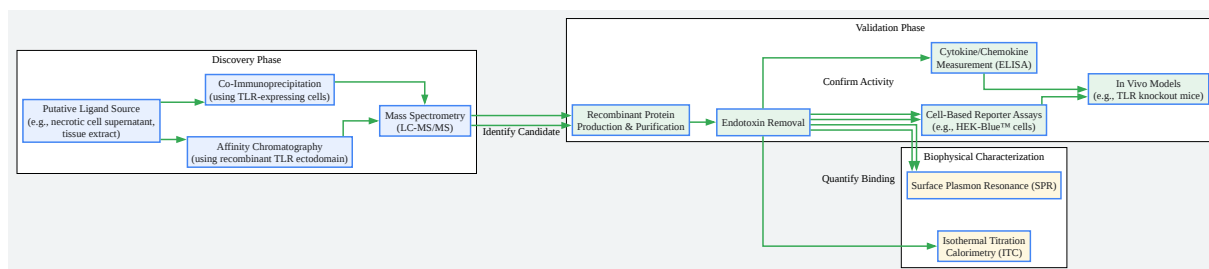 Discovery Phase
Putative Ligand Source
(e.g., necrotic cell supernatant,
tissue extract)
Co-Immunoprecipitation
(using TLR-expressing cells)
Affinity Chromatography
(using recombinant TLR ectodomain)
Mass Spectrometry
(LC-MS/MS)
Identify Candidate
Validation Phase
Recombinant Protein
Production & Purification
Endotoxin Removal
Confirm Activity
Cytokine/Chemokine
Measurement (ELISA)
Cell-Based Reporter Assays
(e.g., HEK-Blue™ cells)
In Vivo Models
(e.g., TLR knockout mice)
Quantify Binding
Biophysical Characterization
Surface Plasmon Resonance (SPR)
Isothermal Titration
Calorimetry (ITC)